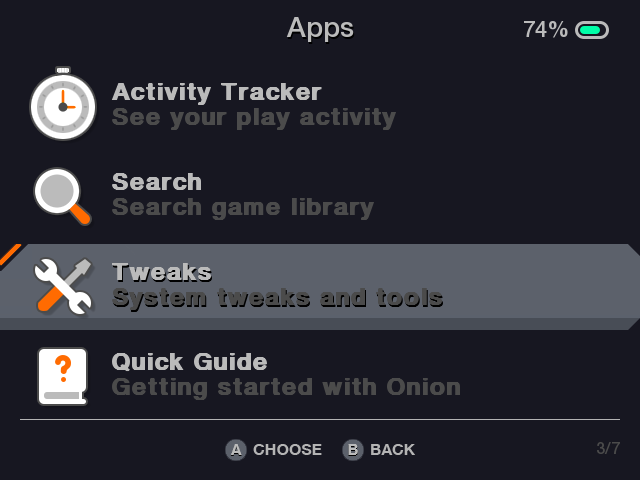 Apps
74%
Activity Tracker
See your play activity
Search
Search game library
Tweaks
System tweaks and tools
?
Quick Guide
Getting started with Onion
A CHOOSE B BACK
3/7